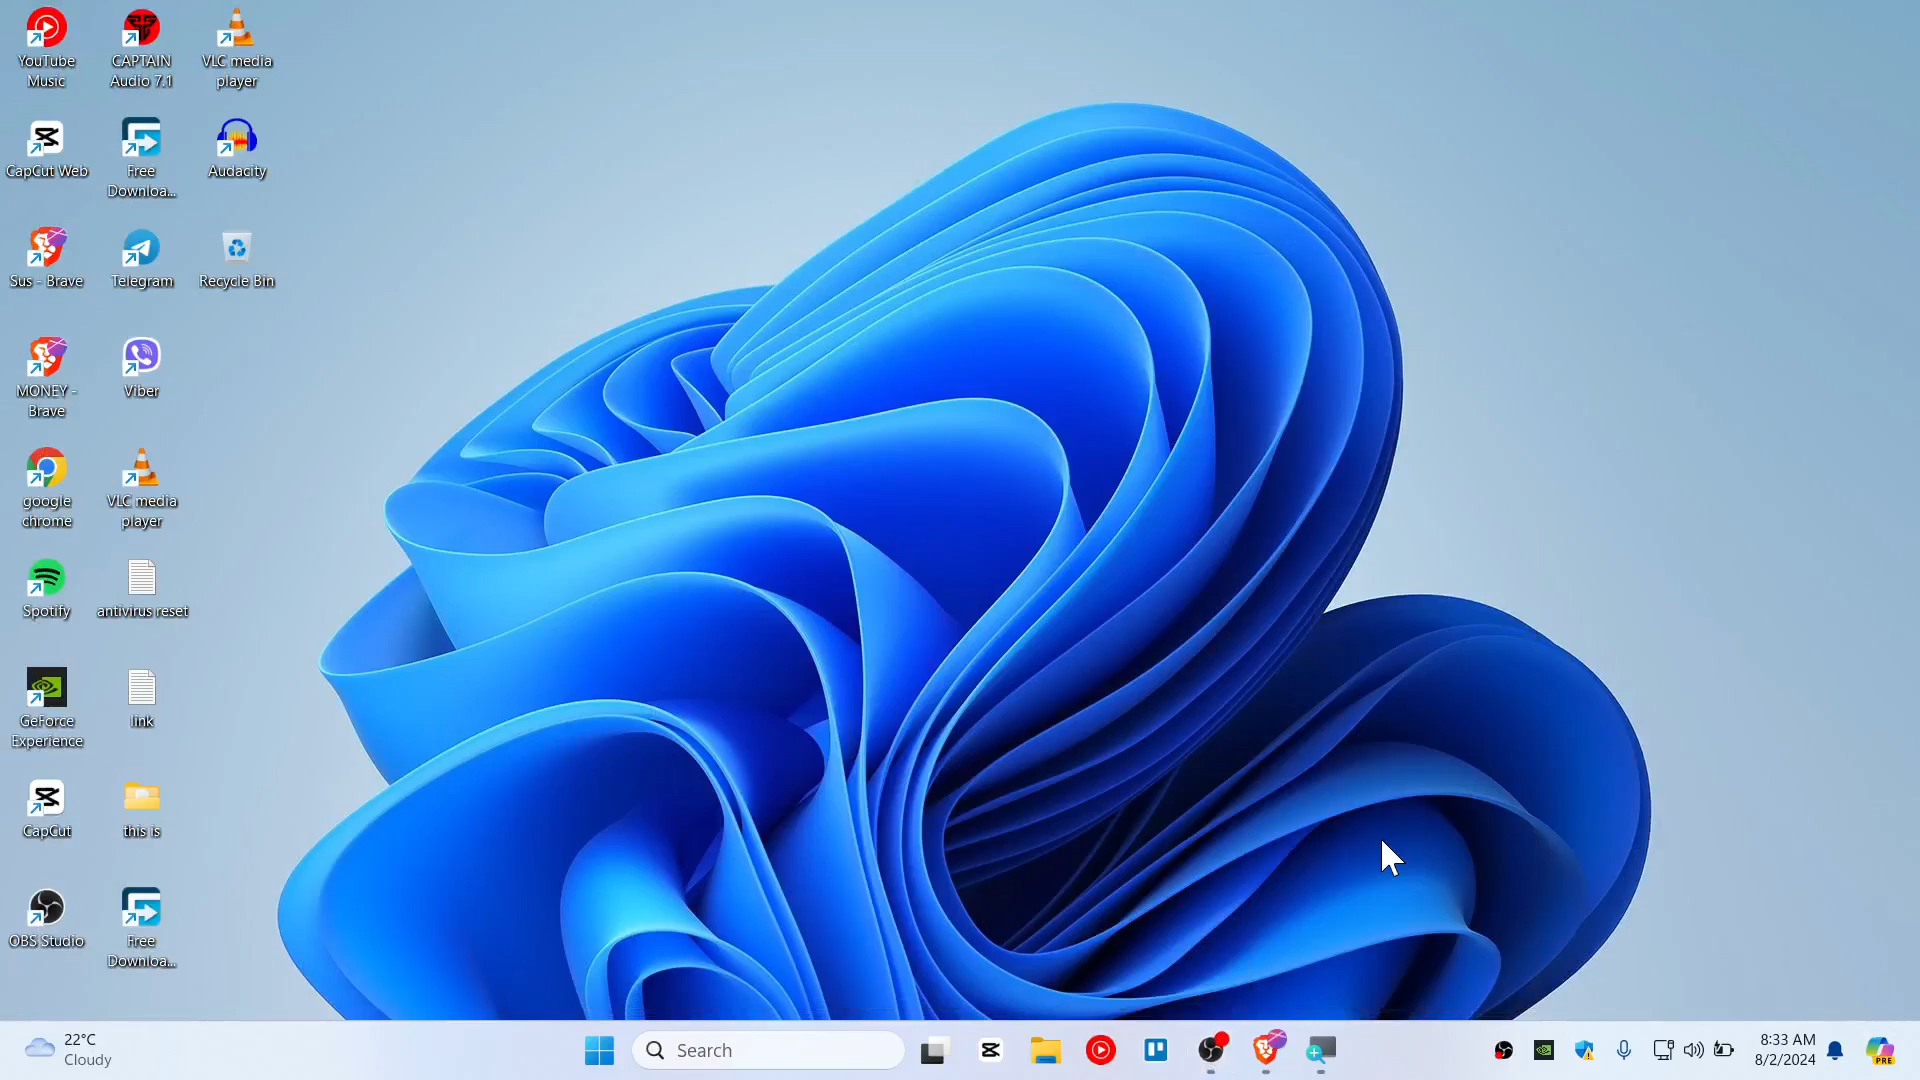 YouTube
Music
CAPTAIN
Audio 7.1
VLC media
player
CapCut Web
Free
Downloa...
Audacity
Sus - Brave
Telegram
Recycle Bin
MONEY -
Brave
Viber
google
chrome
VLC media
player
Spotify
antivirus reset
GeForce
Experience
link
CapCut
this is
OBS Studio
Free
Downloa...
22°C
Cloudy
Search
8:33 AM
8/2/2024
PRE